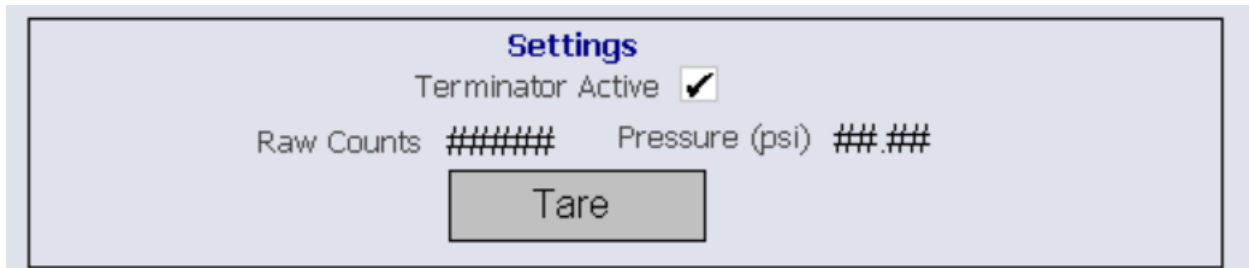 Settings
Terminator Active ✔
Raw Counts ###### Pressure (psi) ##.##
Tare